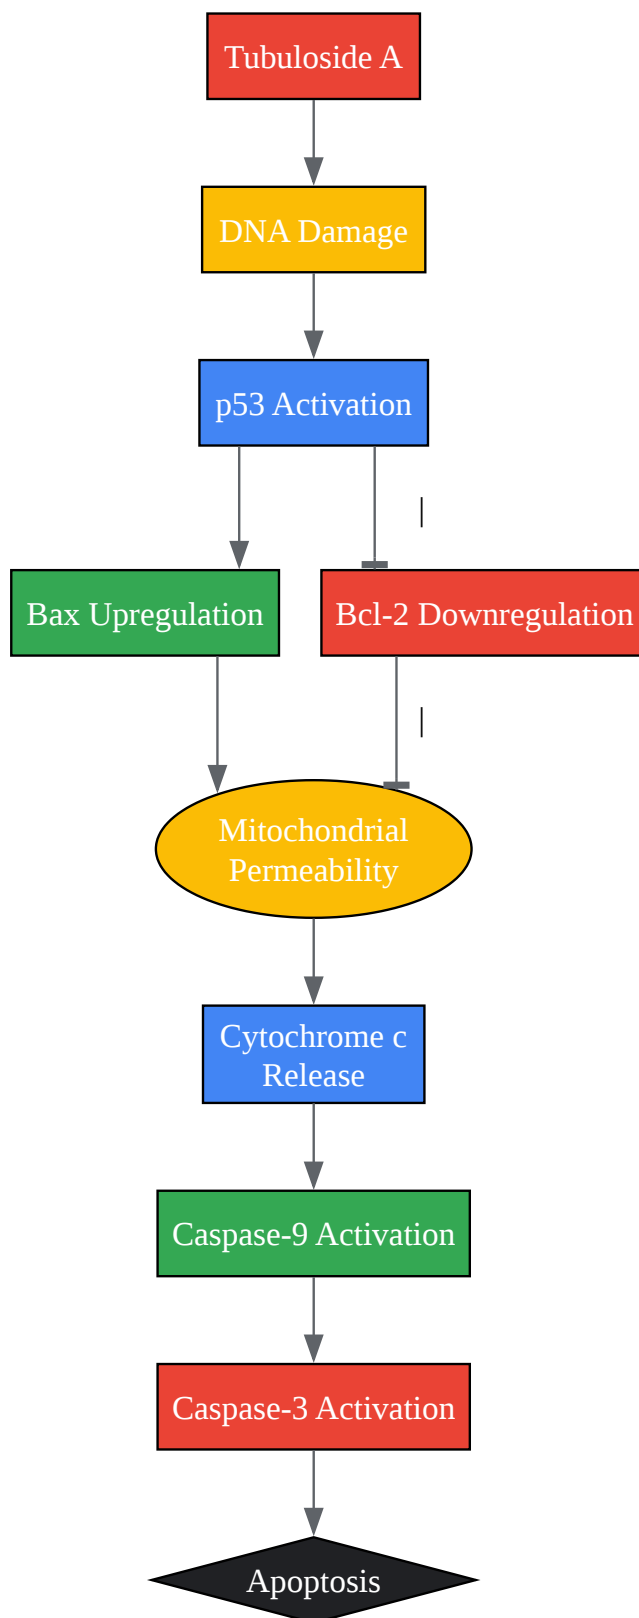 Tubuloside A
DNA Damage
p53 Activation
|
Bax Upregulation
Bcl-2 Downregulation
|
Mitochondrial
Permeability
Cytochrome c
Release
Caspase-9 Activation
Caspase-3 Activation
Apoptosis